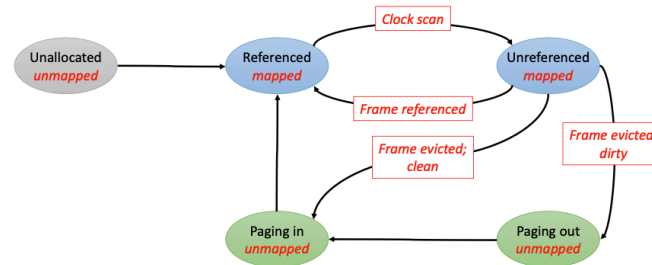 Clock scan
Unallocated
unmapped
Referenced
mapped
Unreferenced
mapped
Frame referenced
Frame evicted;
clean
Frame evicted
dirty
Paging in
unmapped
Paging out
unmapped